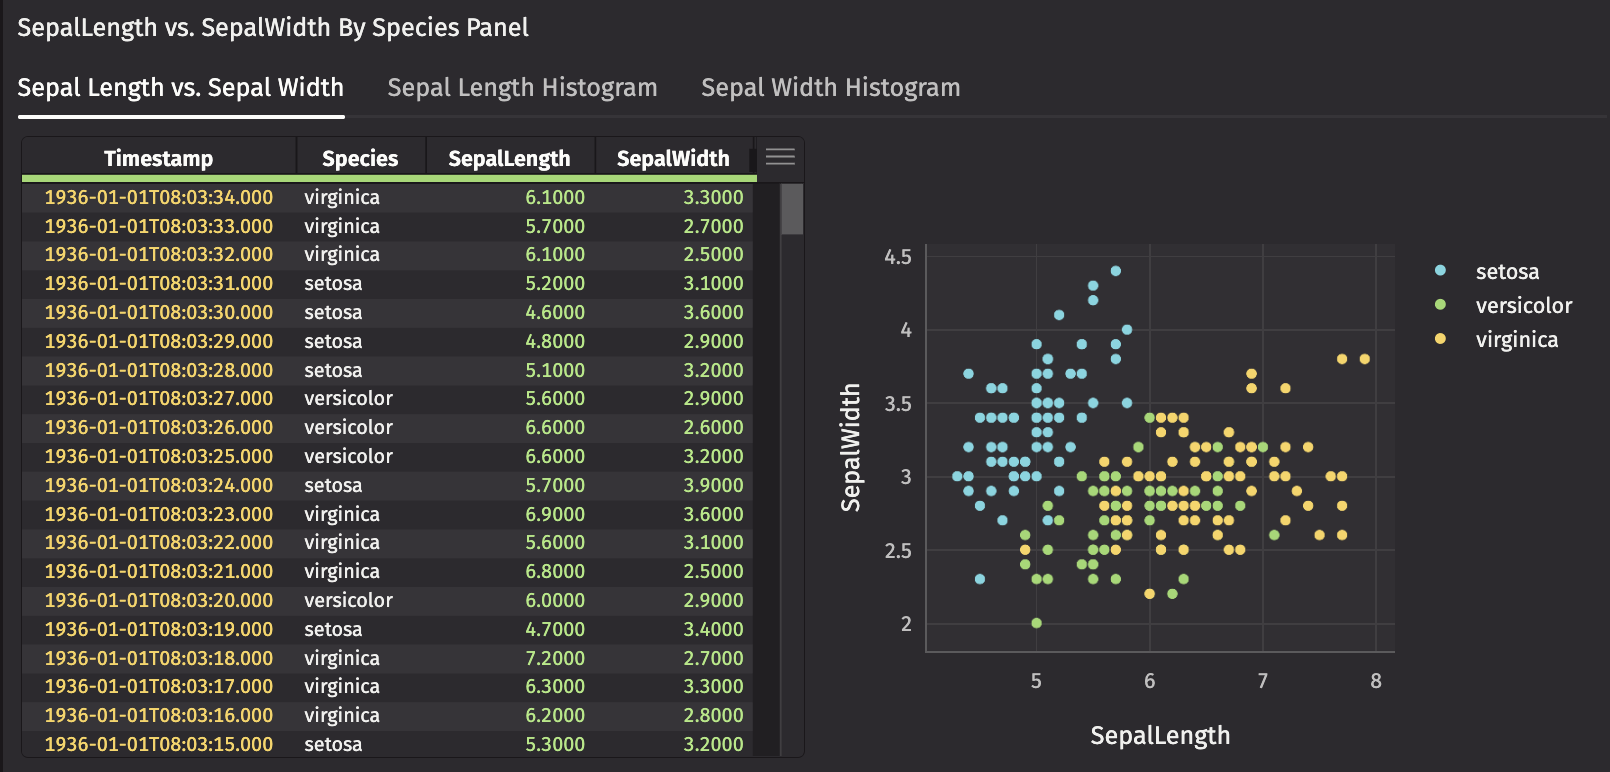 SepalLength vs. SepalWidth By Species Panel
Sepal Length vs. Sepal Width Sepal Length Histogram Sepal Width Histogram
Timestamp Species SepalLength SepalWidth
1936-01-01T08:03:34.000 virginica 6.1000 3.3000
1936-01-01T08:03:33.000 virginica 5.7000 2.7000
1936-01-01T08:03:32.000 virginica 6.1000 2.5000
1936-01-01T08:03:31.000 setosa 5.2000 3.1000
1936-01-01T08:03:30.000 setosa 4.6000 3.6000
1936-01-01T08:03:29.000 setosa 4.8000 2.9000
1936-01-01T08:03:28.000 setosa 5.1000 3.2000
1936-01-01T08:03:27.000 versicolor 5.6000 2.9000
1936-01-01T08:03:26.000 versicolor 6.6000 2.6000
1936-01-01T08:03:25.000 versicolor 6.6000 3.2000
1936-01-01T08:03:24.000 setosa 5.7000 3.9000
1936-01-01T08:03:23.000 virginica 6.9000 3.6000
1936-01-01T08:03:22.000 virginica 5.6000 3.1000
1936-01-01T08:03:21.000 virginica 6.8000 2.5000
1936-01-01T08:03:20.000 versicolor 6.0000 2.9000
1936-01-01T08:03:19.000 setosa 4.7000 3.4000
1936-01-01T08:03:18.000 virginica 7.2000 2.7000
1936-01-01T08:03:17.000 virginica 6.3000 3.3000
1936-01-01T08:03:16.000 virginica 6.2000 2.8000
1936-01-01T08:03:15.000 setosa 5.3000 3.2000
SepalWidth
4.5
4
3.5
3
2.5
2
5 6 7 8
SepalLength
setosa
versicolor
virginica